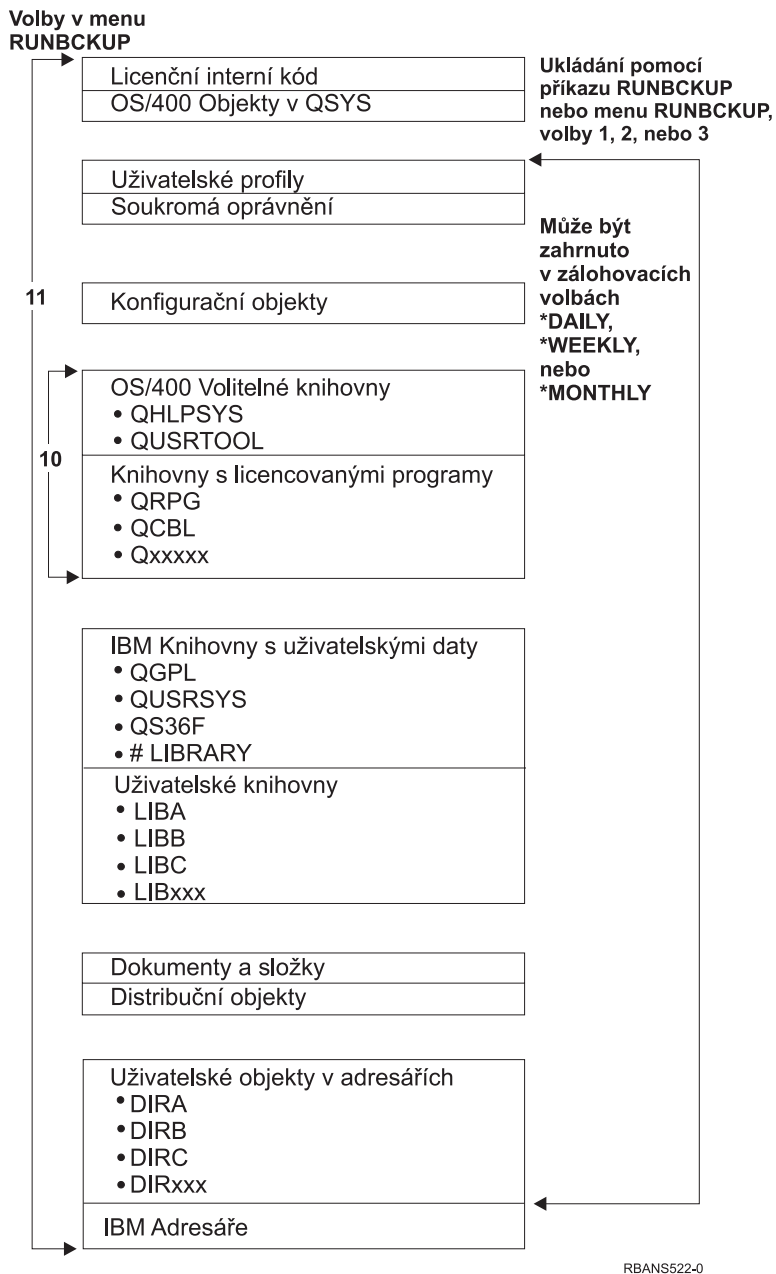 Volby v menu
RUNBCKUP
Licenční interní kód
OS/400 Objekty v QSYS
Ukládání pomocí
příkazu RUNBCKUP
nebo menu RUNBCKUP,
volby 1, 2, nebo 3
Uživatelské profily
Soukromá oprávnění
Může být
zahrnuto
v zálohovacích
volbách
*DAILY,
*WEEKLY,
nebo
*MONTHLY
11
Konfigurační objekty
10
OS/400 Volitelné knihovny
• QHLPSYS
• QUSRTOOL
Knihovny s licencovanými programy
• QRPG
• QCBL
• Qxxxxx
IBM Knihovny s uživatelskými daty
• QGPL
• QUSRSYS
• QS36F
• # LIBRARY
Uživatelské knihovny
• LIBA
• LIBB
• LIBC
• LIBxxx
Dokumenty a složky
Distribuční objekty
Uživatelské objekty v adresářích
• DIRA
• DIRB
• DIRC
• DIRxxx
IBM Adresáře
RBANS522-0